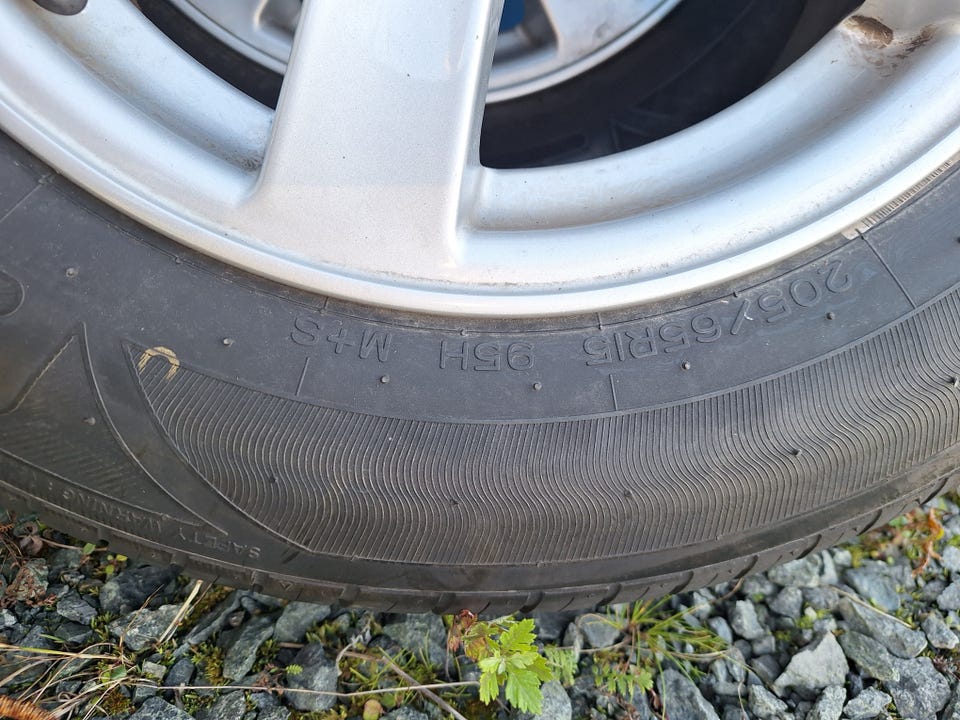 205/65R15 95H M+S
SAFETY WARNING: